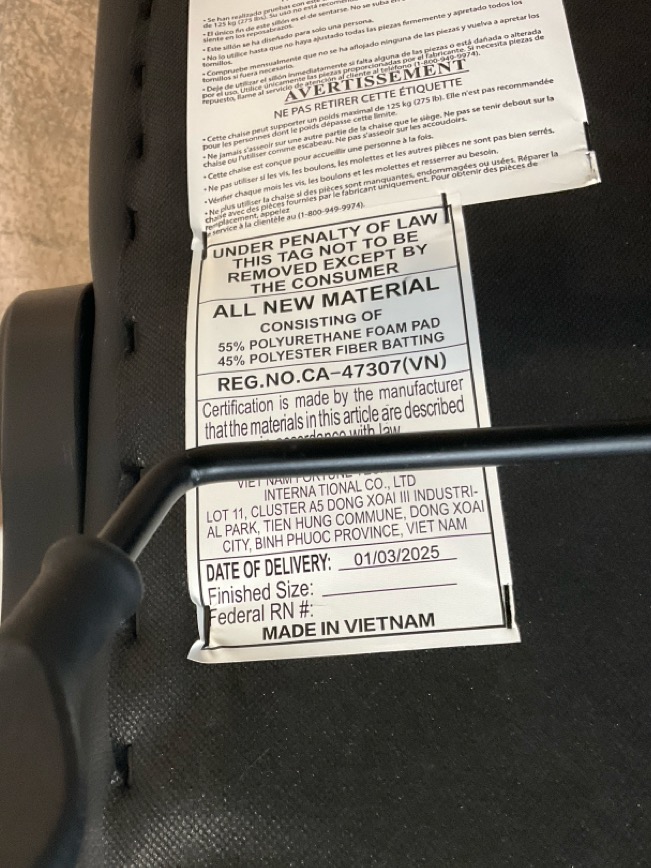 • Se han realizado pruebas con este
de 125 kg (275 lbs). Su uso no está recomend
• El único fin de este sillón es el de sentarse. No se suba en
siente en los reposabrazos.
• Este sillón se ha diseñado para solo una persona.
• No lo utilice hasta que no haya ajustado todas las piezas firmemente y apretado todos los
tornillos.
• Compruebe mensualmente que no se ha aflojado ninguna de las piezas y vuelva a apretar los
tornillos si fuera necesario.
• Deje de utilizar el sillón inmediatamente si falta alguna de las piezas o está dañada o alterada
por el uso. Utilice únicamente las piezas proporcionadas por el fabricante. Si necesita piezas de
repuesto, llame al servicio de atención al cliente al teléfono (1-800-949-9974).
AVERTISSEMENT
NE PAS RETIRER CETTE ÉTIQUETTE
• Cette chaise peut supporter un poids maximal de 125 kg (275 lb). Elle n'est pas recommandée
pour les personnes dont le poids dépasse cette limite.
• Ne jamais s'asseoir sur une autre partie de la chaise que le siège. Ne pas se tenir debout sur la
chaise ou l'utiliser comme escabeau. Ne pas s'asseoir sur les accoudoirs.
• Cette chaise est conçue pour accueillir une personne à la fois.
• Ne pas utiliser si les vis, les boulons, les molettes et les autres pièces ne sont pas bien serrés.
• Vérifier chaque mois les vis, les boulons et les molettes et resserrer au besoin.
• Ne plus utiliser la chaise si des pièces sont manquantes, endommagées ou usées. Réparer la
chaise avec des pièces fournies par le fabricant uniquement. Pour obtenir des pièces de
remplacement, appelez
le service à la clientèle au (1-800-949-9974).
UNDER PENALTY OF LAW
THIS TAG NOT TO BE
REMOVED EXCEPT BY
THE CONSUMER
ALL NEW MATERIAL
CONSISTING OF
55% POLYURETHANE FOAM PAD
45% POLYESTER FIBER BATTING
REG.NO.CA-47307(VN)
Certification is made by the manufacturer
that the materials in this article are described
in accordance with law
VIET NAM FORTUNE
INTERNATIONAL CO., LTD
LOT 11, CLUSTER A5 DONG XOAI III INDUSTRI-
AL PARK, TIEN HUNG COMMUNE, DONG XOAI
CITY, BINH PHUOC PROVINCE, VIET NAM
DATE OF DELIVERY: 01/03/2025
Finished Size:
Federal RN #:
MADE IN VIETNAM